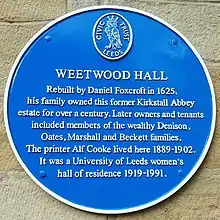 CIVIC TRUST
LEEDS
WEETWOOD HALL
Rebuilt by Daniel Foxcroft in 1625,
his family owned this former Kirkstall Abbey
estate for over a century. Later owners and tenants
included members of the wealthy Denison,
Oates, Marshall and Beckett families.
The printer Alf Cooke lived here 1889-1902.
It was a University of Leeds women's
hall of residence 1919-1991.